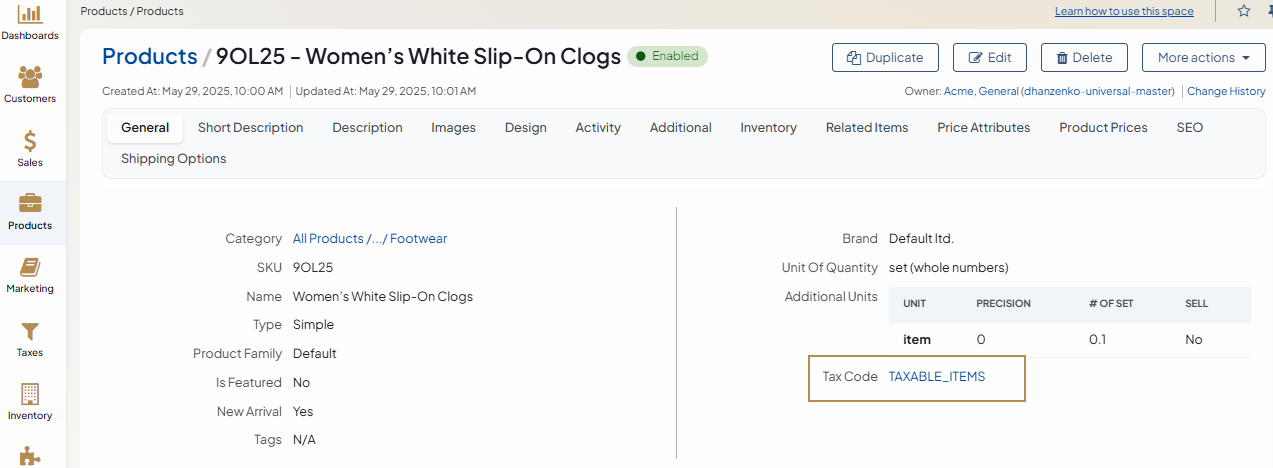 Products / Products
Learn how to use this space
Dashboards
Customers
Sales
Products
Marketing
Taxes
Inventory
Products / 9OL25 - Women's White Slip-On Clogs
Enabled
Duplicate
Edit
Delete
More actions
Created At: May 29, 2025, 10:00 AM | Updated At: May 29, 2025, 10:01 AM
Owner: Acme, General (dhanzenko-universal-master) | Change History
General
Short Description
Description
Images
Design
Activity
Additional
Inventory
Related Items
Price Attributes
Product Prices
SEO
Shipping Options
Category All Products /.../ Footwear
SKU 9OL25
Name Women's White Slip-On Clogs
Type Simple
Product Family Default
Is Featured No
New Arrival Yes
Tags N/A
Brand Default ltd.
Unit Of Quantity set (whole numbers)
Additional Units
UNIT PRECISION # OF SET SELL
item 0 0.1 No
Tax Code TAXABLE_ITEMS